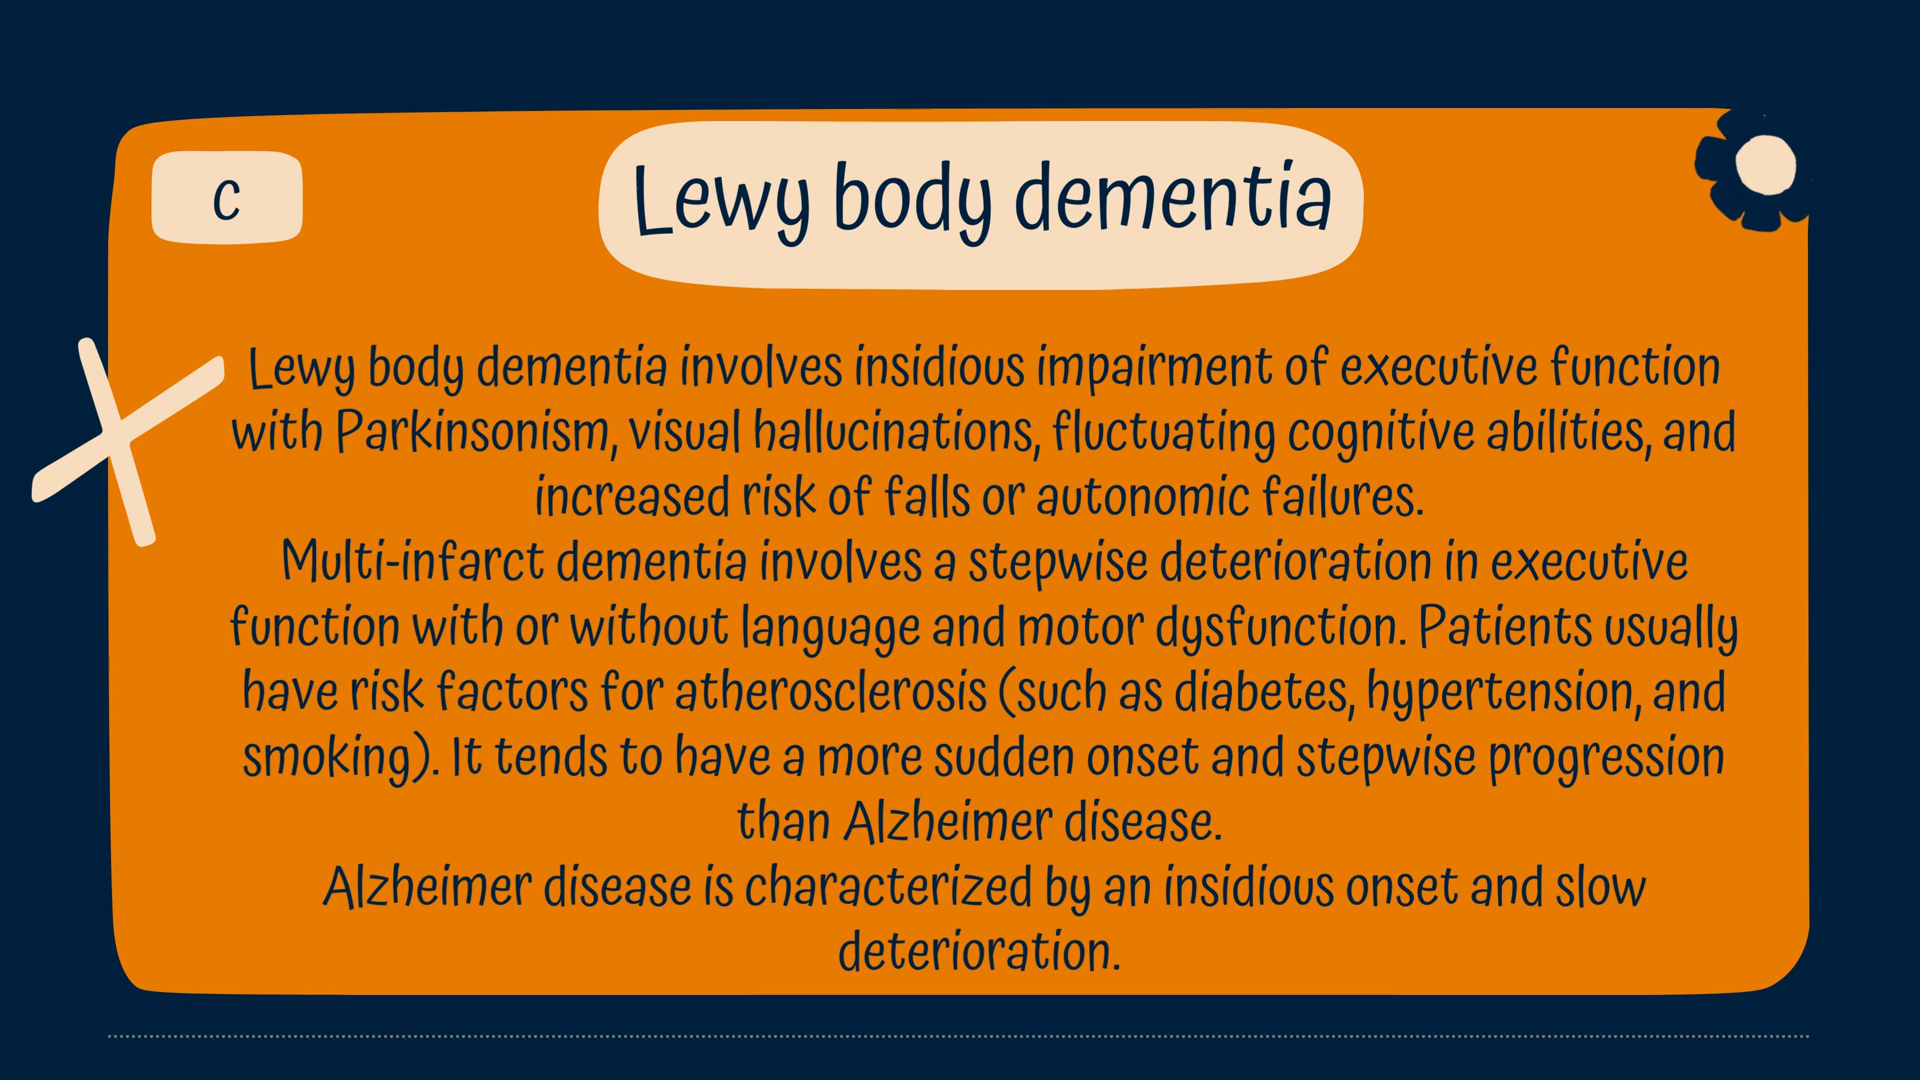 C
Lewy body dementia
Lewy body dementia involves insidious impairment of executive function
with Parkinsonism, visual hallucinations, fluctuating cognitive abilities, and
increased risk of falls or autonomic failures.
Multi-infarct dementia involves a stepwise deterioration in executive
function with or without language and motor dysfunction. Patients usually
have risk factors for atherosclerosis (such as diabetes, hypertension, and
smoking). It tends to have a more sudden onset and stepwise progression
than Alzheimer disease.
Alzheimer disease is characterized by an insidious onset and slow
deterioration.